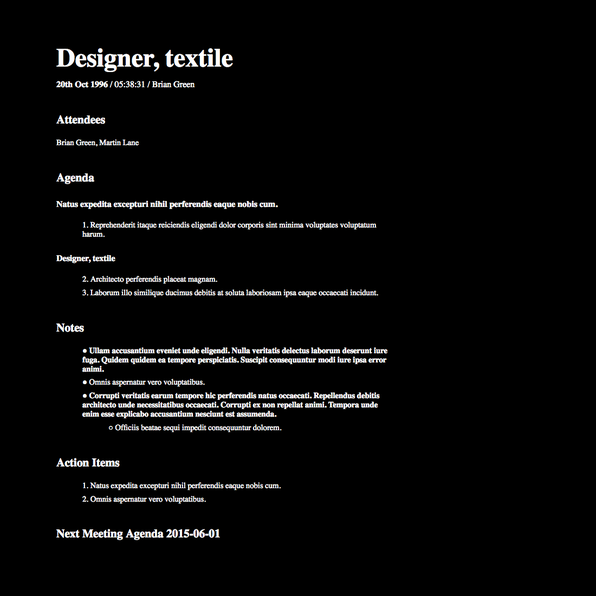 Designer, textile
20th Oct 1996 / 05:38:31 / Brian Green
Attendees
Brian Green, Martin Lane
Agenda
Natus expedita excepturi nihil perferendis eaque nobis cum.
1. Reprehenderit itaque reiciendis eligendi dolor corporis sint minima voluptates voluptatum
harum.
Designer, textile
2. Architecto perferendis placeat magnam.
3. Laborum illo similique ducimus debitis at soluta laboriosam ipsa eaque occaecati incidunt.
Notes
● Ullam accusantium eveniet unde eligendi. Nulla veritatis delectus laborum deserunt iure
fuga. Quidem quidem ea tempore perspiciatis. Suscipit consequuntur modi iure ipsa error
animi.
● Omnis aspernatur vero voluptatibus.
● Corrupti veritatis earum tempore hic perferendis natus occaecati. Repellendus debitis
architecto unde necessitatibus occaecati. Corrupti ex non repellat animi. Tempora unde
enim esse explicabo accusantium nesciunt est assumenda.
○ Officiis beatae sequi impedit consequuntur dolorem.
Action Items
1. Natus expedita excepturi nihil perferendis eaque nobis cum.
2. Omnis aspernatur vero voluptatibus.
Next Meeting Agenda 2015-06-01